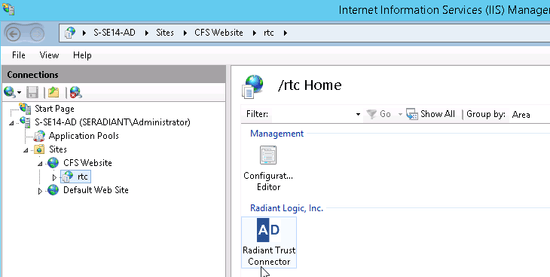 Internet Information Services (IIS) Manage
S-SE14-AD Sites CFS Website rtc
File View Help
Connections
Start Page
S-SE14-AD (SERADIANT\Administrator)
Application Pools
Sites
CFS Website
rtc
Default Web Site
/rtc Home
Filter: Go Show All Group by: Area
Management
Configurat...
Editor
Radiant Logic, Inc.
AD
Radiant Trust
Connector